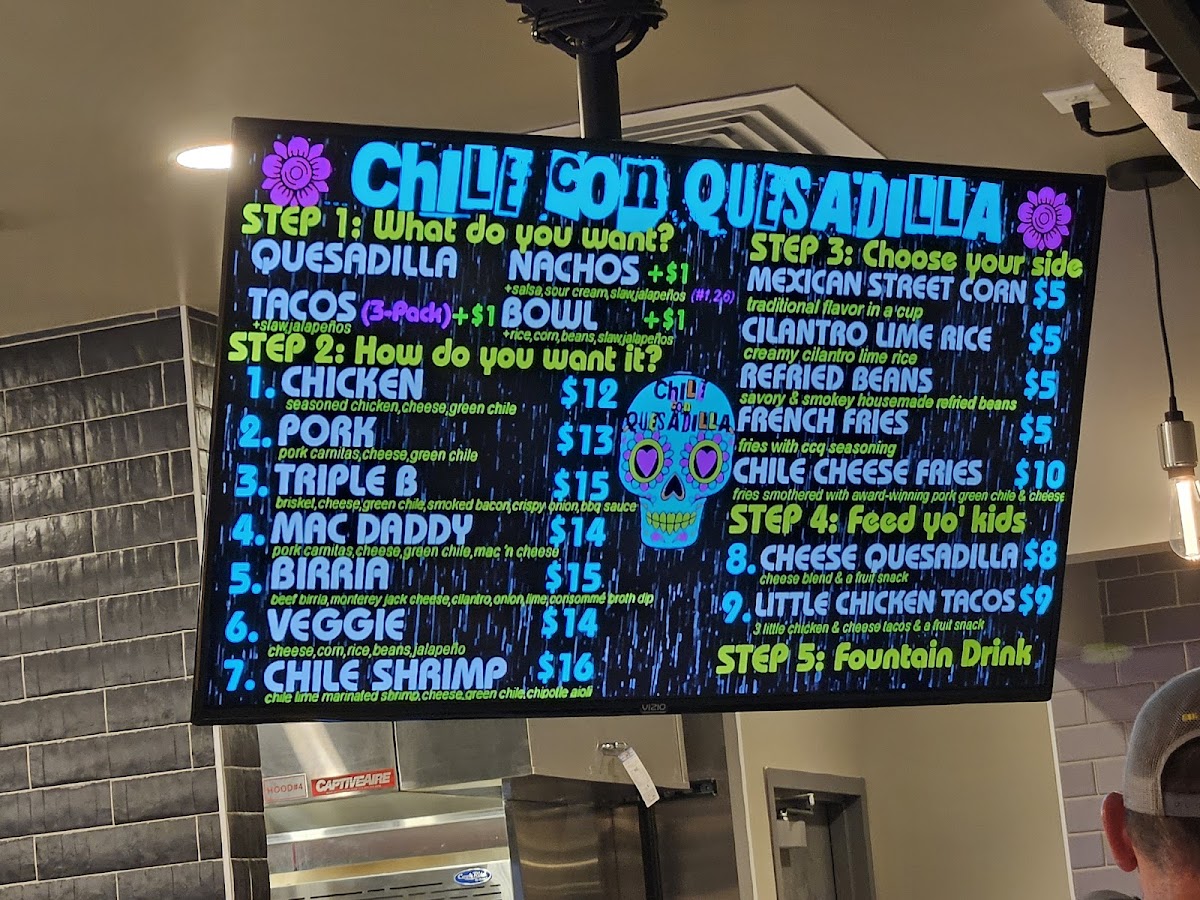 Chile con Quesadilla
STEP 1: What do you want?
QUESADILLA
NACHOS +$1
+salsa,sour cream,slaw,jalapeños (#1,2,6)
TACOS (3-Pack)+$1
+slaw,jalapeños
BOWL +$1
+rice,corn,beans,slaw,jalapeños
STEP 2: How do you want it?
1. CHICKEN $12
seasoned chicken,cheese,green chile
2. PORK $13
pork carnitas,cheese,green chile
3. TRIPLE B $15
brisket,cheese,green chile,smoked bacon,crispy onion,bbq sauce
4. MAC DADDY $14
pork carnitas,cheese,green chile,mac 'n cheese
5. BIRRIA $15
beef birria,monterey jack cheese,cilantro,onion,lime,consommé broth dip
6. VEGGIE $14
cheese,corn,rice,beans,jalapeño
7. CHILE SHRIMP $16
chile lime marinated shrimp,cheese,green chile,chipotle aioli
CHILE
con
QUESADILLA
STEP 3: Choose your side
MEXICAN STREET CORN $5
traditional flavor in a cup
CILANTRO LIME RICE $5
creamy cilantro lime rice
REFRIED BEANS $5
savory & smokey housemade refried beans
FRENCH FRIES $5
fries with ccq seasoning
CHILE CHEESE FRIES $10
fries smothered with award-winning pork green chile & cheese
STEP 4: Feed yo' kids
8. CHEESE QUESADILLA $8
cheese blend & a fruit snack
9. LITTLE CHICKEN TACOS $9
3 little chicken & cheese tacos & a fruit snack
STEP 5: Fountain Drink
VIZIO
HOOD#4
CAPTIVEAIRE